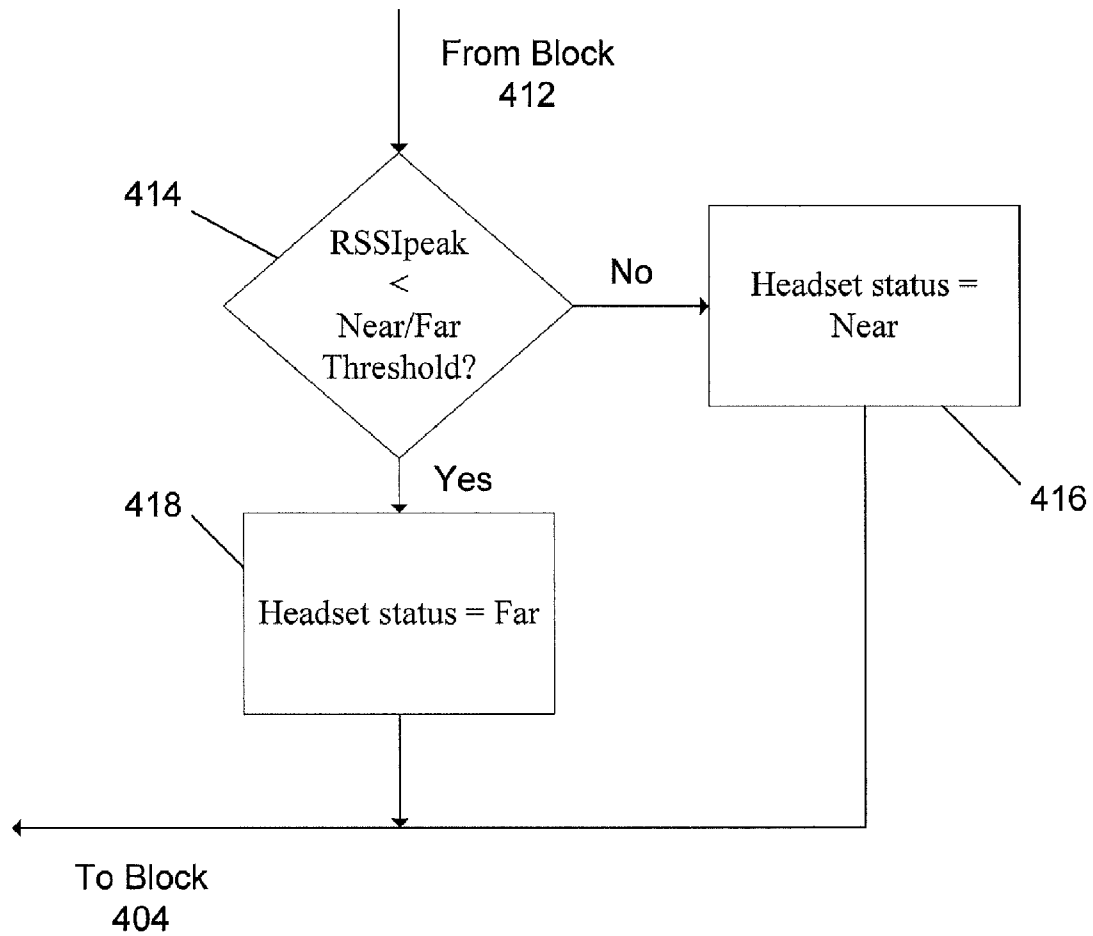 From Block
412
414
RSSIpeak
<
Near/Far
Threshold?
No
Headset status =
Near
416
Yes
418
Headset status = Far
To Block
404